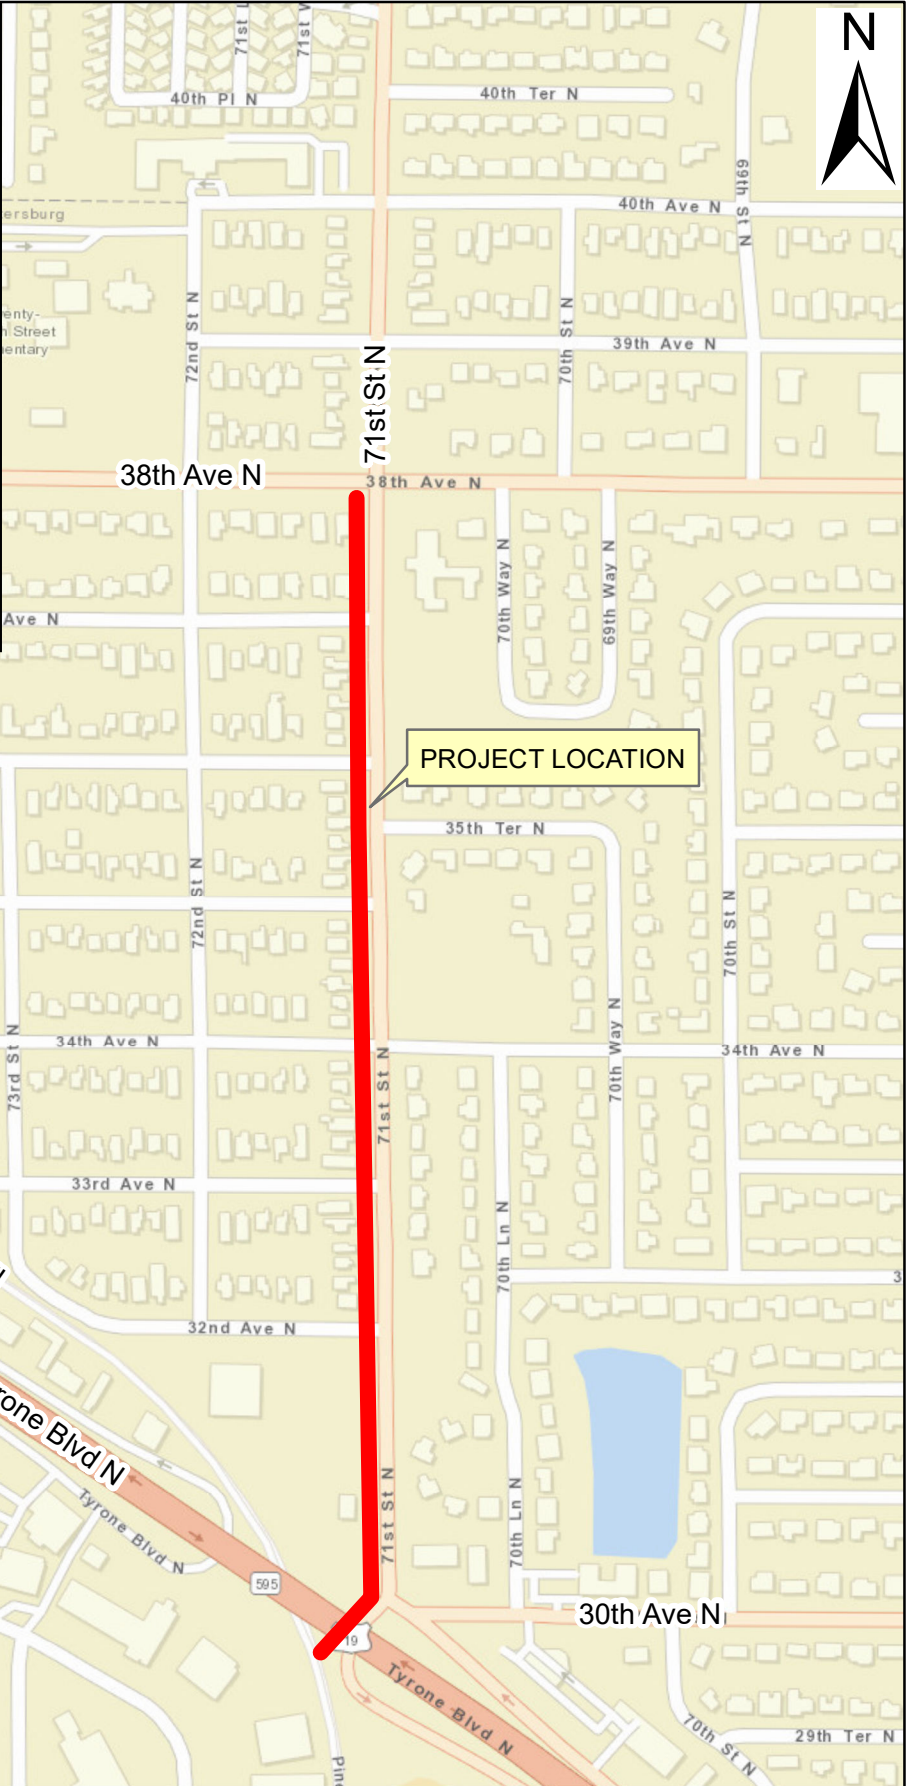 71st L
71st V
N
40th Pl N
40th Ter N
69th St N
ersburg
40th Ave N
enty-
h Street
entary
72nd St N
70th St N
39th Ave N
71st St N
38th Ave N
38th Ave N
70th Way N
69th Way N
Ave N
PROJECT LOCATION
35th Ter N
72nd St N
70th St N
73rd St N
34th Ave N
70th Way N
34th Ave N
71st St N
33rd Ave N
70th Ln N
3
32nd Ave N
rone Blvd N
Tyrone Blvd N
71st St N
70th Ln N
595
30th Ave N
19
Tyrone Blvd N
70th St N
29th Ter N
Pin